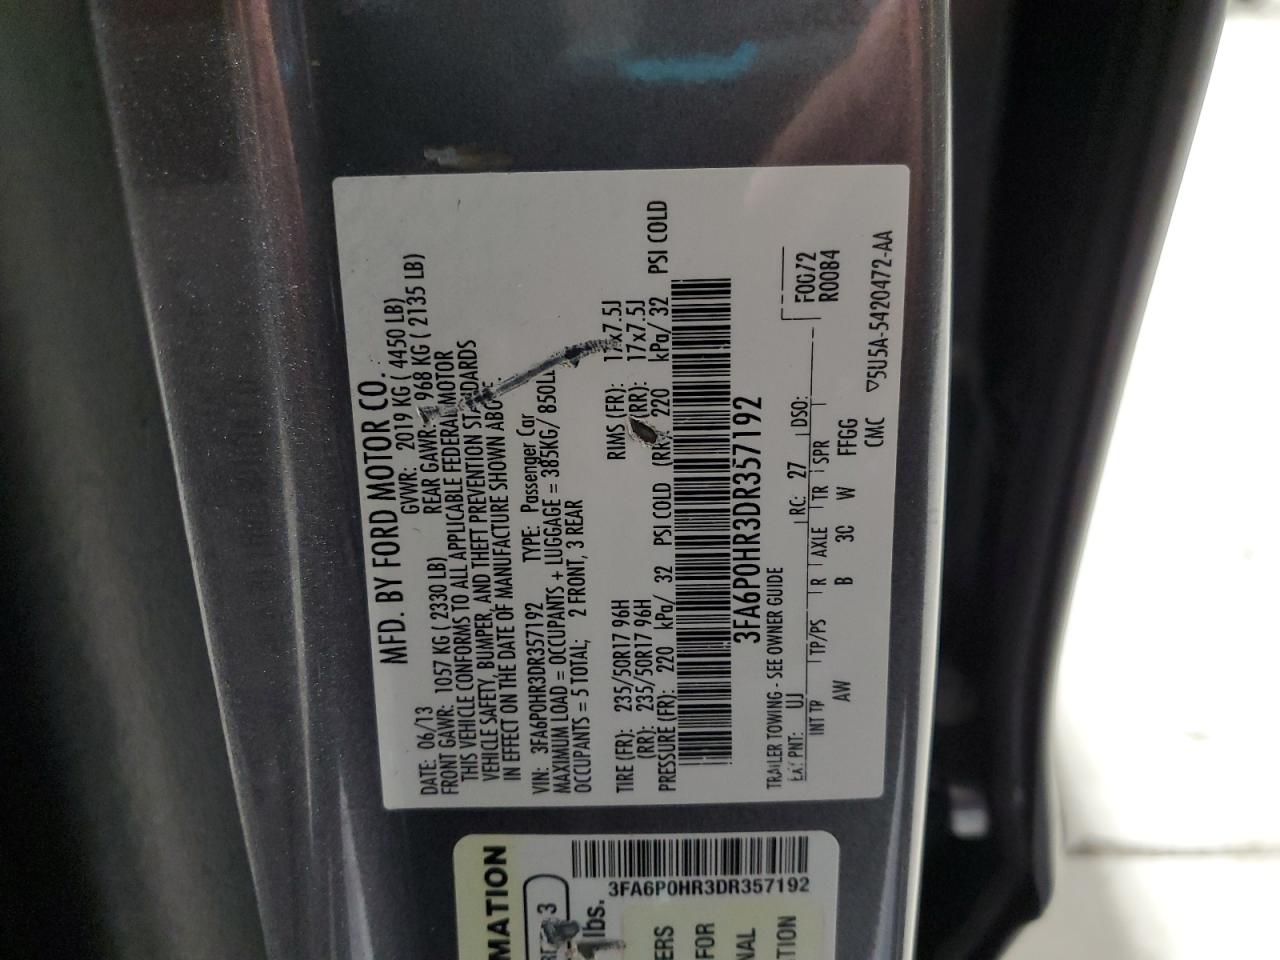 MFD. BY FORD MOTOR CO.
DATE: 06/13 GVWR: 2019 KG ( 4450 LB)
FRONT GAWR: 1057 KG ( 2330 LB) REAR GAWR: 968 KG ( 2135 LB)
THIS VEHICLE CONFORMS TO ALL APPLICABLE FEDERAL MOTOR
VEHICLE SAFETY, BUMPER, AND THEFT PREVENTION STANDARDS
IN EFFECT ON THE DATE OF MANUFACTURE SHOWN ABOVE.
VIN: 3FA6P0HR3DR357192 TYPE: Passenger Car
MAXIMUM LOAD = OCCUPANTS + LUGGAGE = 385KG/ 850L
OCCUPANTS = 5 TOTAL; 2 FRONT, 3 REAR
TIRE (FR): 235/50R17 96H RIMS (FR): 17x7.5J
(RR): 235/50R17 96H (RR): 17x7.5J
PRESSURE (FR): 220 kPa/ 32 PSI COLD (RR) 220 kPa/ 32 PSI COLD
3FA6P0HR3DR357192
TRAILER TOWING - SEE OWNER GUIDE
EXT PNT: UJ RC: 27 DSO: F0072
INT TP TP/PS R AXLE TR SPR R0084
AW B 3C W FFGG
CMC ▽5U5A-5420472-AA
MATION
3FA6P0HR3DR357192
3
lbs.
ERS
FOR
NAL
TION